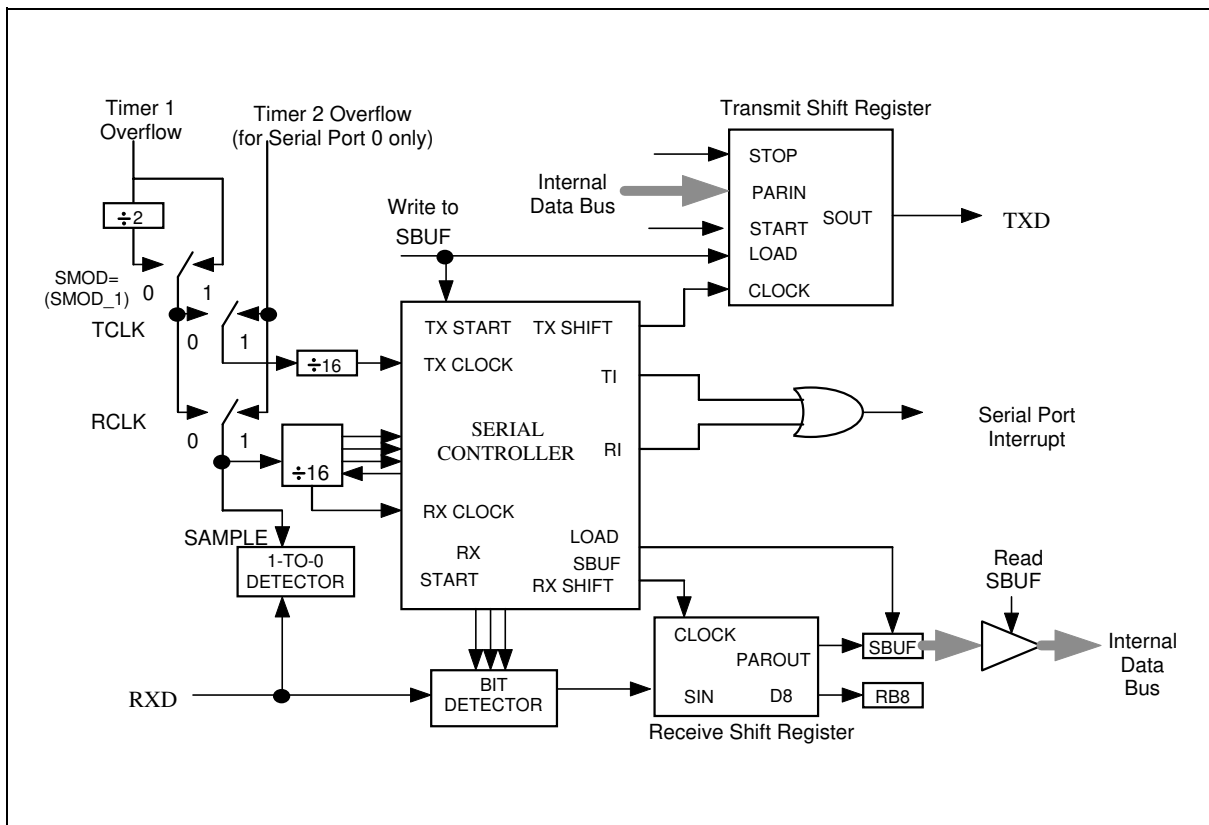 Timer 1
Overflow
Timer 2 Overflow
(for Serial Port 0 only)
÷2
SMOD=
(SMOD_1)
0
1
TCLK
0
1
÷16
RCLK
0
1
÷16
SAMPLE
1-TO-0
DETECTOR
RXD
Write to
SBUF
TX START
TX SHIFT
TX CLOCK
TI
SERIAL
CONTROLLER
RI
RX CLOCK
LOAD
SBUF
RX
START
RX SHIFT
BIT
DETECTOR
Transmit Shift Register
Internal
Data Bus
STOP
PARIN
START
SOUT
LOAD
CLOCK
TXD
Serial Port
Interrupt
CLOCK
PAROUT
SIN
D8
Receive Shift Register
SBUF
RB8
Read
SBUF
Internal
Data
Bus